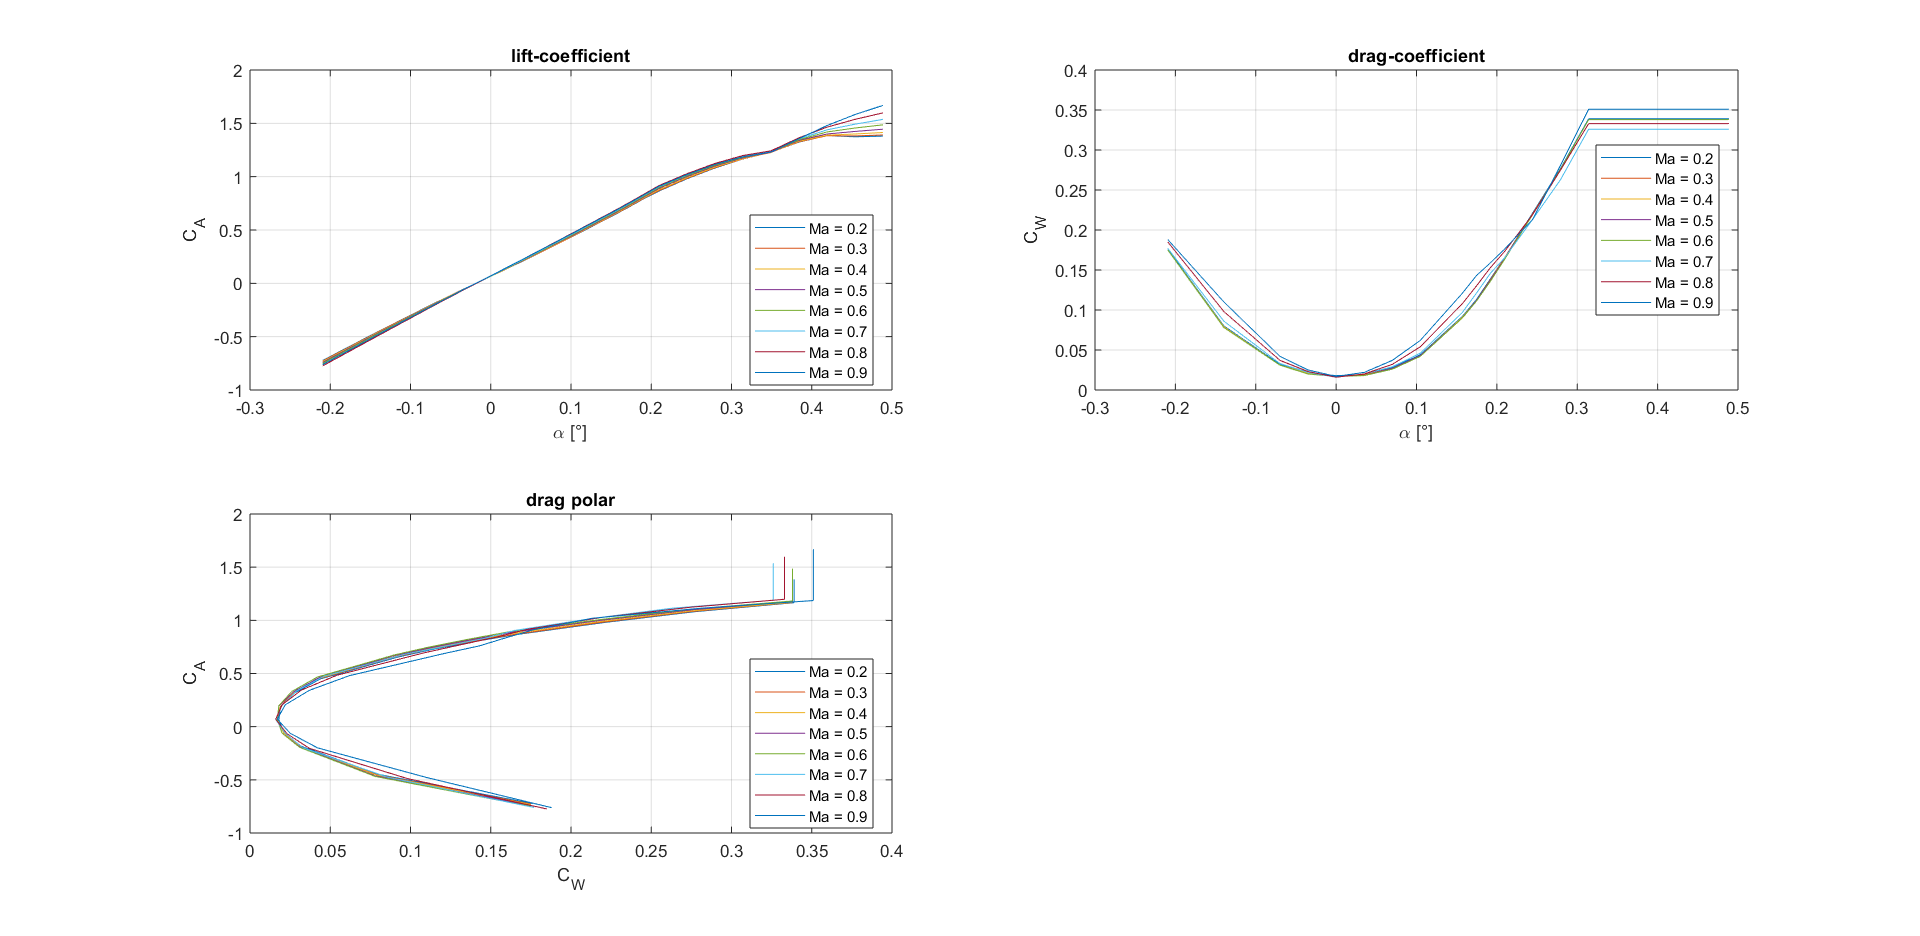 lift-coefficient
2
1.5
1
0.5
0
-0.5
-1
C_A
-0.3 -0.2 -0.1 0 0.1 0.2 0.3 0.4 0.5
α [°]
Ma = 0.2
Ma = 0.3
Ma = 0.4
Ma = 0.5
Ma = 0.6
Ma = 0.7
Ma = 0.8
Ma = 0.9
drag-coefficient
0.4
0.35
0.3
0.25
0.2
0.15
0.1
0.05
0
C_W
-0.3 -0.2 -0.1 0 0.1 0.2 0.3 0.4 0.5
α [°]
Ma = 0.2
Ma = 0.3
Ma = 0.4
Ma = 0.5
Ma = 0.6
Ma = 0.7
Ma = 0.8
Ma = 0.9
drag polar
2
1.5
1
0.5
0
-0.5
-1
C_A
0 0.05 0.1 0.15 0.2 0.25 0.3 0.35 0.4
C_W
Ma = 0.2
Ma = 0.3
Ma = 0.4
Ma = 0.5
Ma = 0.6
Ma = 0.7
Ma = 0.8
Ma = 0.9